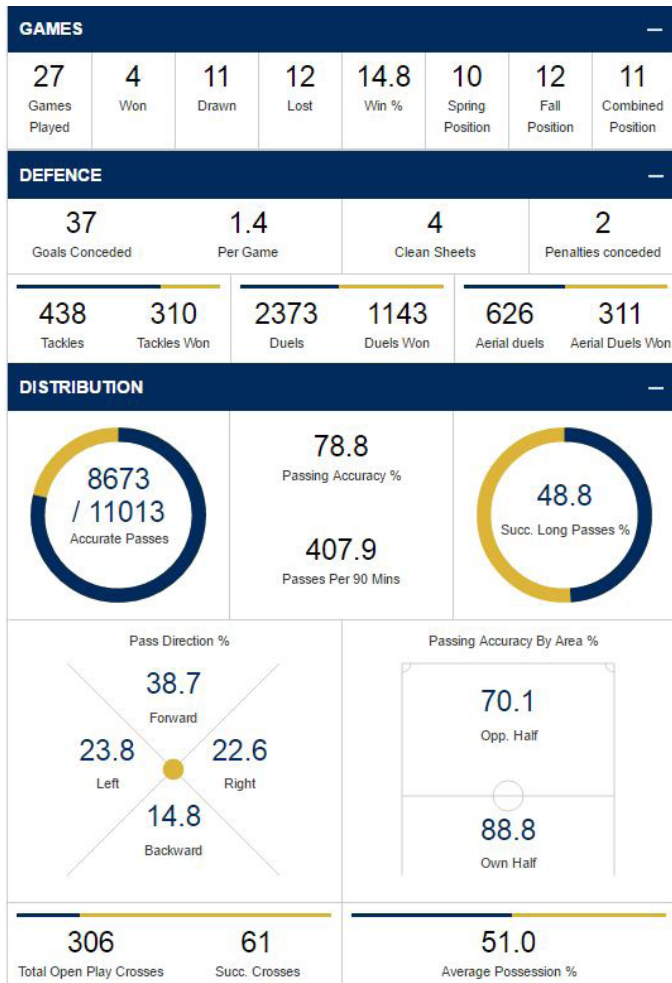 GAMES
27 4 11 12 14.8 10 12 11
Games Won Drawn Lost Win % Spring Fall Combined
Played Position Position Position
DEFENCE
37 1.4 4 2
Goals Conceded Per Game Clean Sheets Penalties conceded
438 310 2373 1143 626 311
Tackles Tackles Won Duels Duels Won Aerial duels Aerial Duels Won
DISTRIBUTION
8673
/ 11013
Accurate Passes
78.8
Passing Accuracy %
407.9
Passes Per 90 Mins
48.8
Succ. Long Passes %
Pass Direction %
38.7
Forward
23.8 22.6
Left Right
14.8
Backward
Passing Accuracy By Area %
70.1
Opp. Half
88.8
Own Half
306 61 51.0
Total Open Play Crosses Succ. Crosses Average Possession %